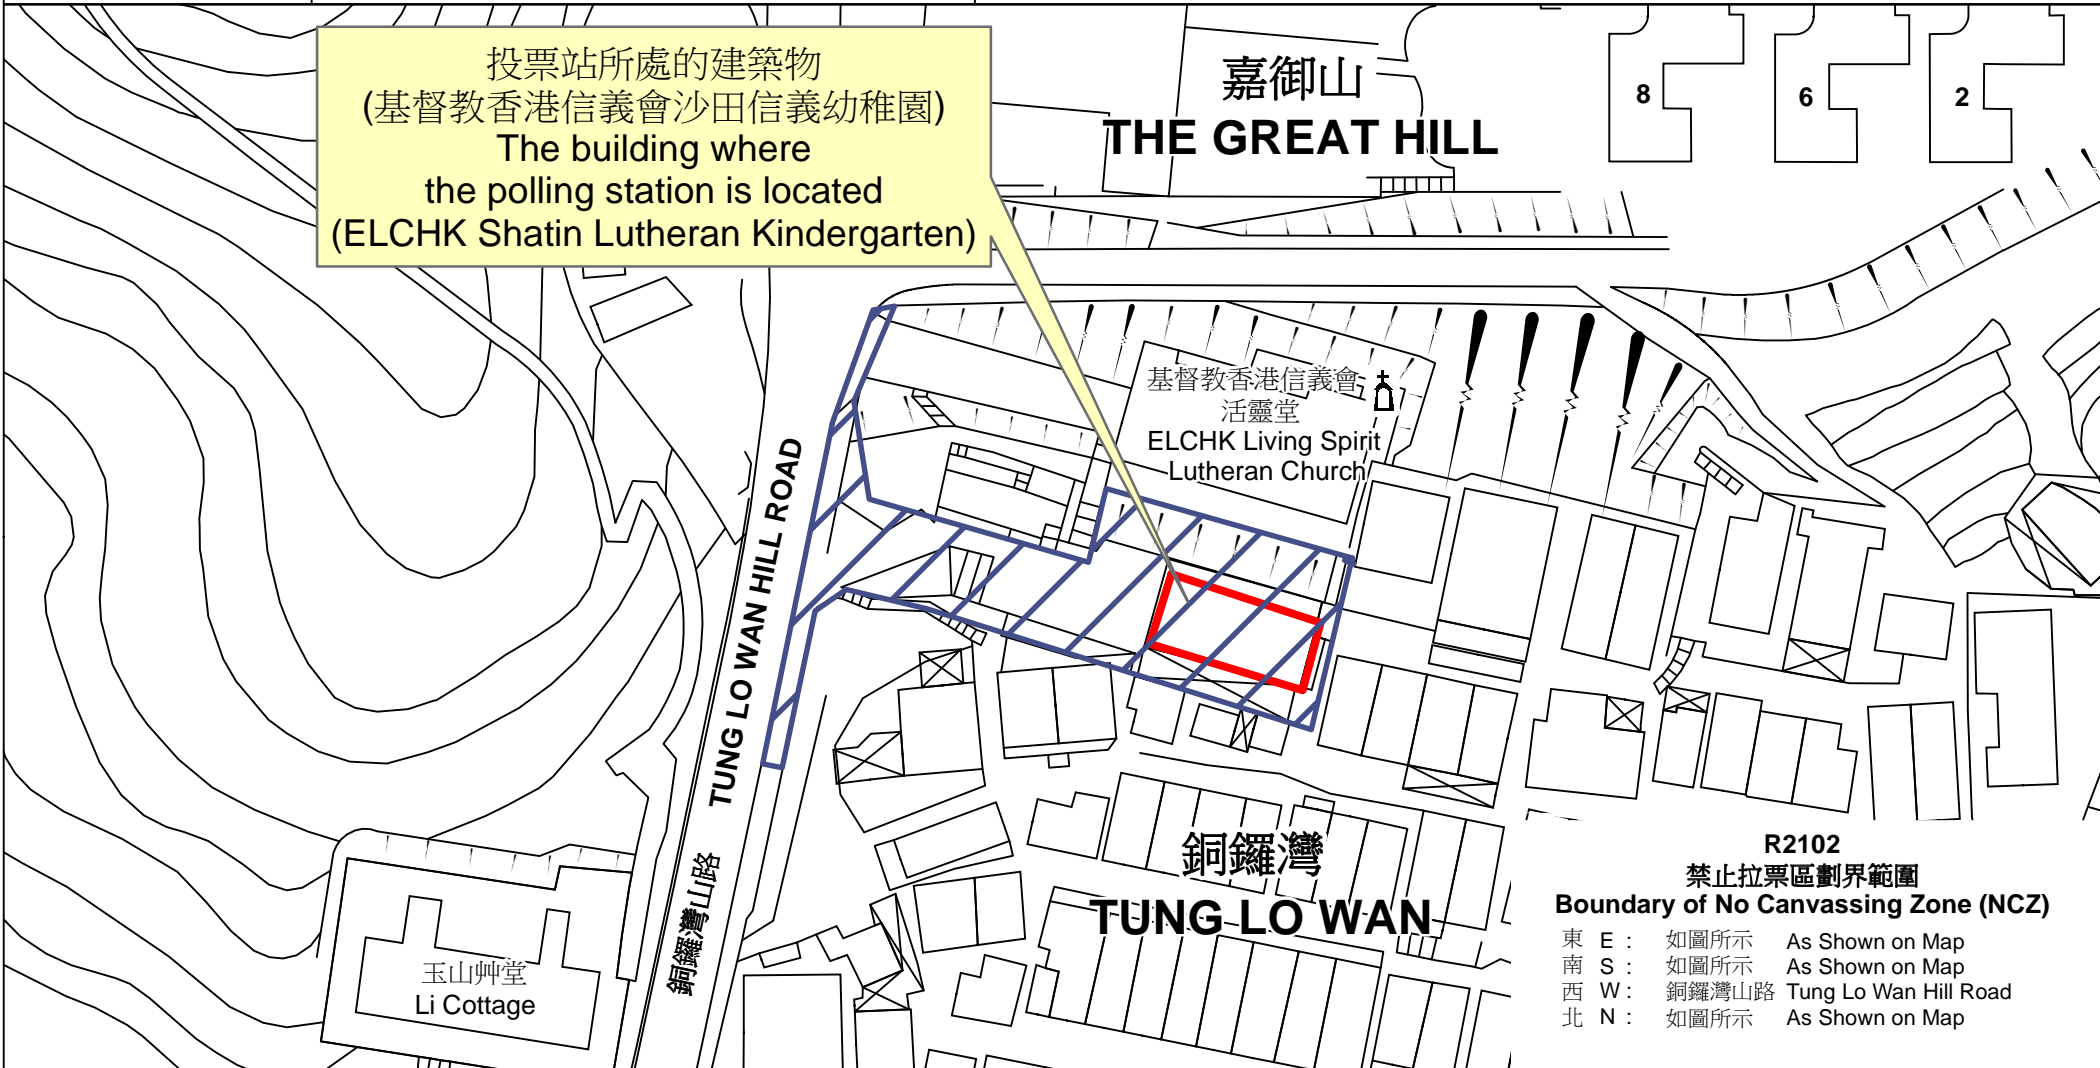 投票站所處的建築物
(基督教香港信義會沙田信義幼稚園)
The building where
the polling station is located
(ELCHK Shatin Lutheran Kindergarten)
嘉御山
THE GREAT HILL
8
6
2
基督教香港信義會
活靈堂
ELCHK Living Spirit
Lutheran Church
TUNG LO WAN HILL ROAD
銅鑼灣山路
銅鑼灣
TUNG LO WAN
玉山艸堂
Li Cottage
R2102
禁止拉票區劃界範圍
Boundary of No Canvassing Zone (NCZ)
東 E : 如圖所示 As Shown on Map
南 S : 如圖所示 As Shown on Map
西 W : 銅鑼灣山路 Tung Lo Wan Hill Road
北 N : 如圖所示 As Shown on Map